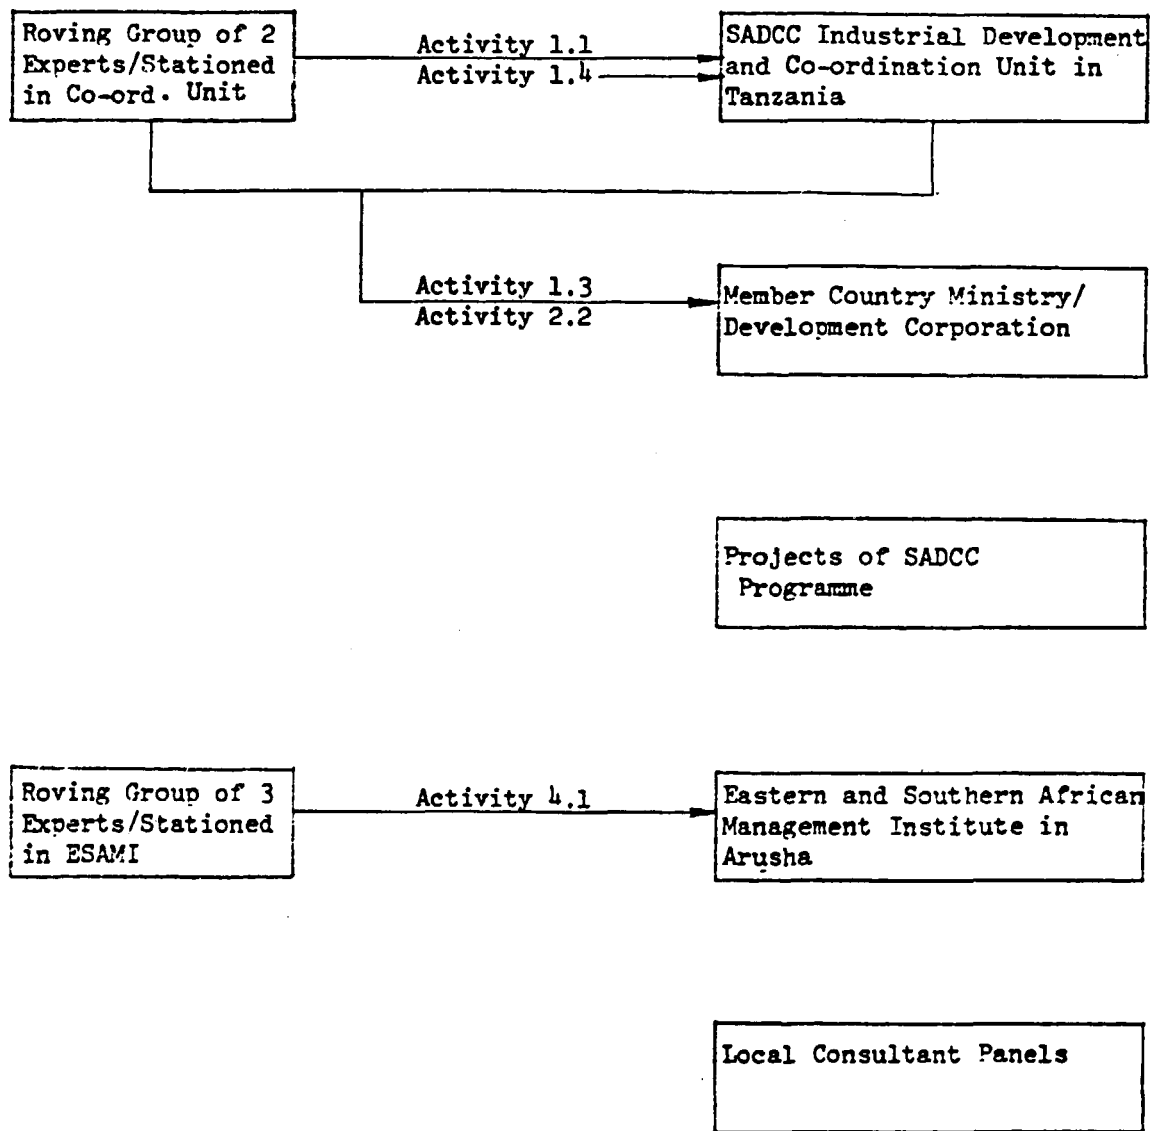 Roving Group of 2
Experts/Stationed
in Co-ord. Unit
Activity 1.1
Activity 1.4
SADCC Industrial Development
and Co-ordination Unit in
Tanzania
Activity 1.3
Activity 2.2
Member Country Ministry/
Development Corporation
Projects of SADCC
Programme
Roving Group of 3
Experts/Stationed
in ESAMI
Activity 4.1
Eastern and Southern African
Management Institute in
Arusha
Local Consultant Panels